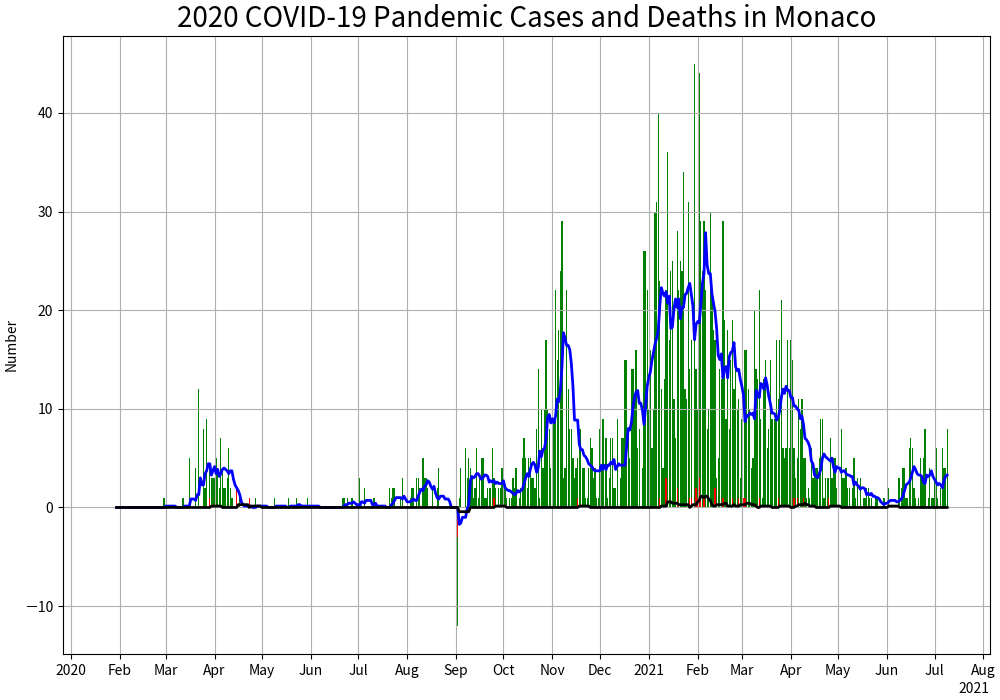 2020 COVID-19 Pandemic Cases and Deaths in Monaco
Number
40
30
20
10
0
−10
2020 Feb Mar Apr May Jun Jul Aug Sep Oct Nov Dec 2021 Feb Mar Apr May Jun Jul Aug
2021